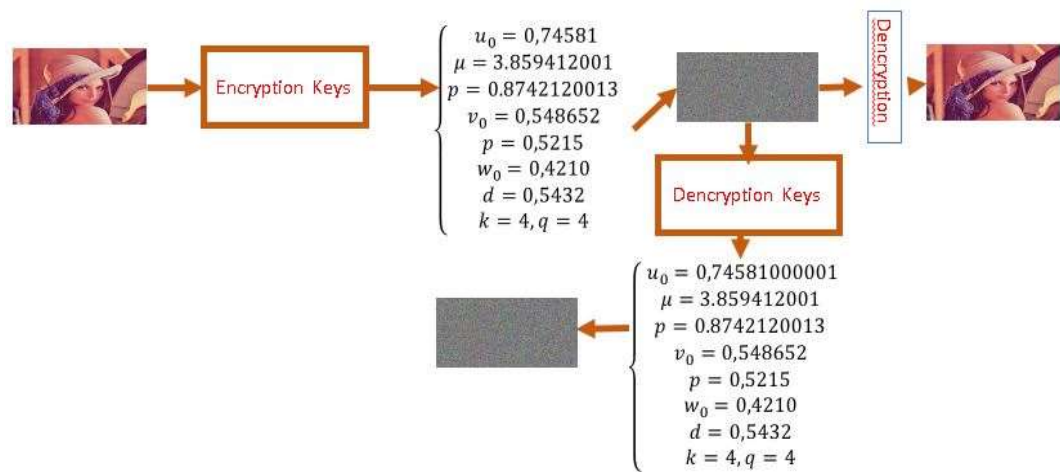 Encryption Keys
u₀ = 0,74581
μ = 3.859412001
p = 0.8742120013
v₀ = 0,548652
p = 0,5215
w₀ = 0,4210
d = 0,5432
k = 4, q = 4
Dencryption
Dencryption Keys
u₀ = 0,74581000001
μ = 3.859412001
p = 0.8742120013
v₀ = 0,548652
p = 0,5215
w₀ = 0,4210
d = 0,5432
k = 4, q = 4